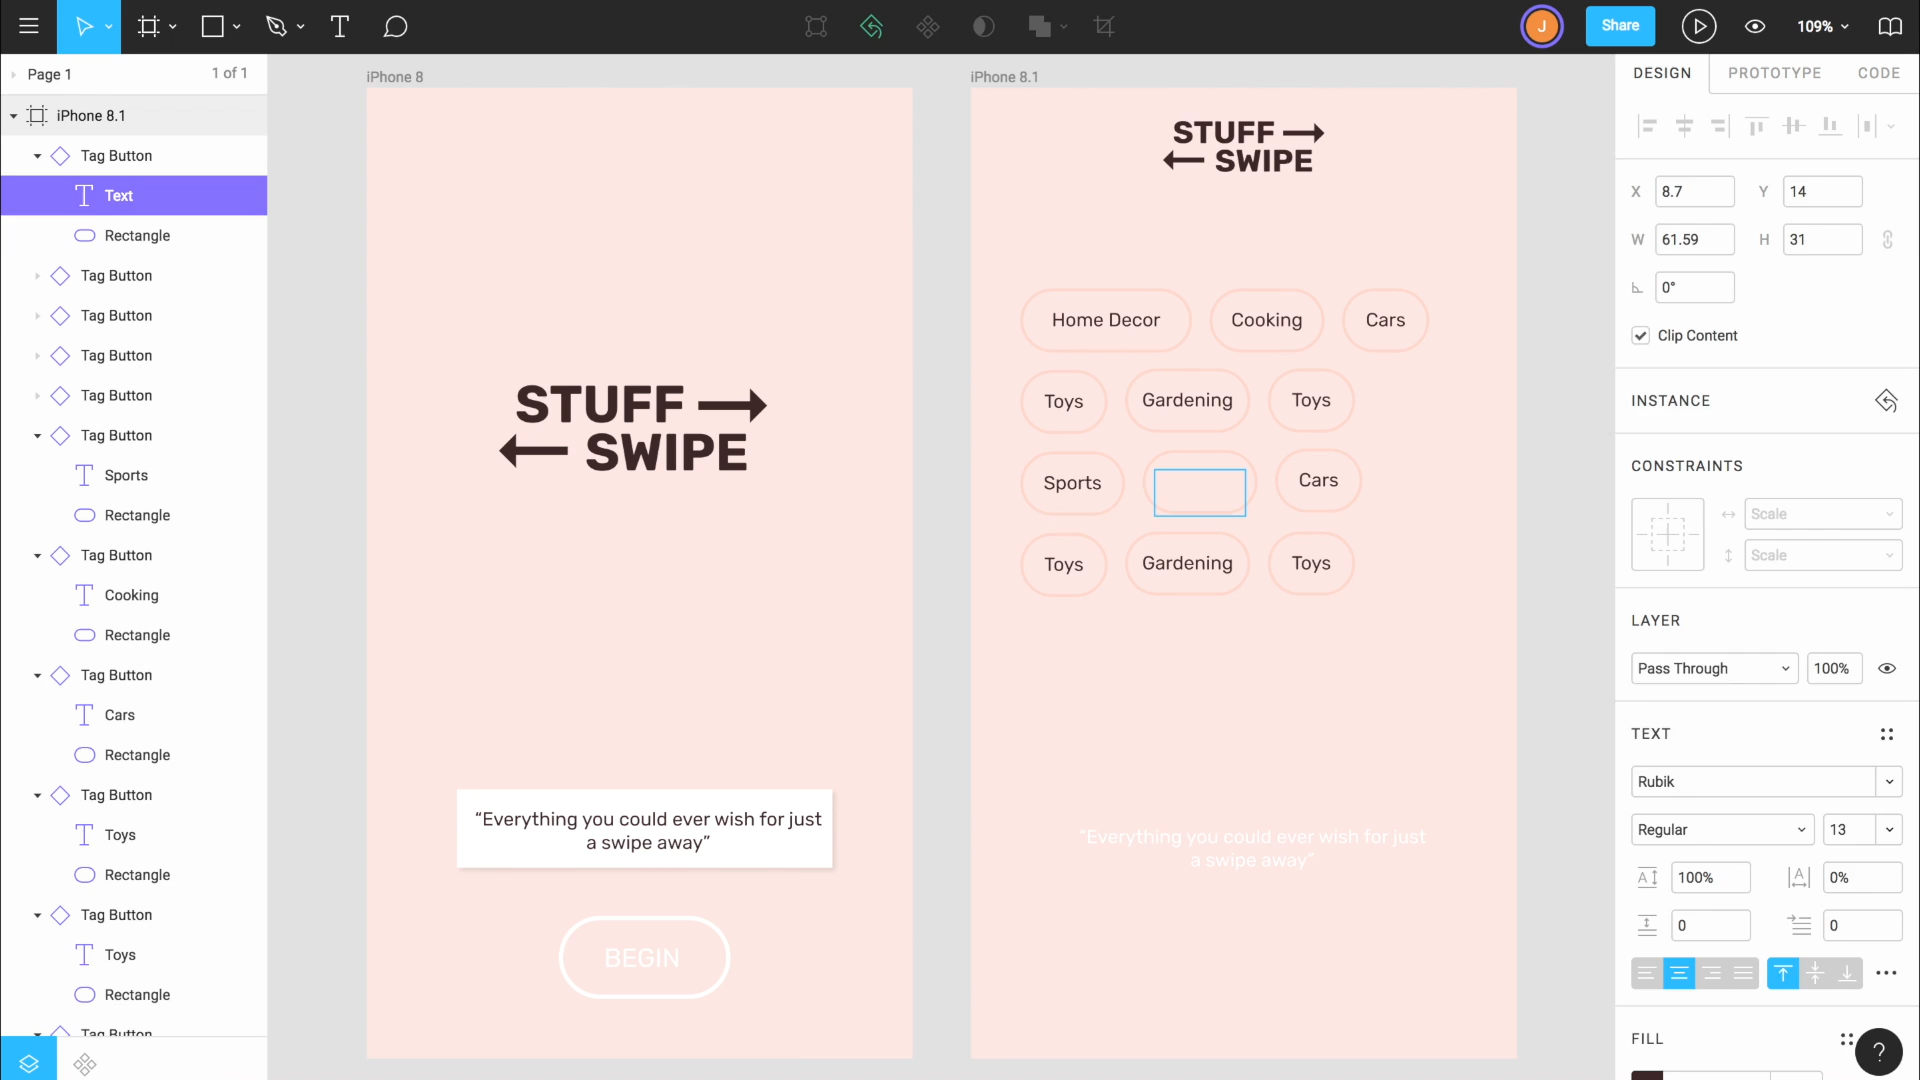 J
Share
109%
Page 1
1 of 1
iPhone 8.1
Tag Button
Text
Rectangle
Tag Button
Tag Button
Tag Button
Tag Button
Tag Button
Sports
Rectangle
Tag Button
Cooking
Rectangle
Tag Button
Cars
Rectangle
Tag Button
Toys
Rectangle
Tag Button
Toys
Rectangle
Tag Button
iPhone 8
STUFF
SWIPE
“Everything you could ever wish for just
a swipe away”
BEGIN
iPhone 8.1
STUFF
SWIPE
Home Decor
Cooking
Cars
Toys
Gardening
Toys
Sports
Cars
Toys
Gardening
Toys
“Everything you could ever wish for just
a swipe away”
DESIGN
PROTOTYPE
CODE
X 8.7 Y 14
W 61.59 H 31
0°
Clip Content
INSTANCE
CONSTRAINTS
Scale
Scale
LAYER
Pass Through 100%
TEXT
Rubik
Regular 13
100% 0%
0 0
FILL
?